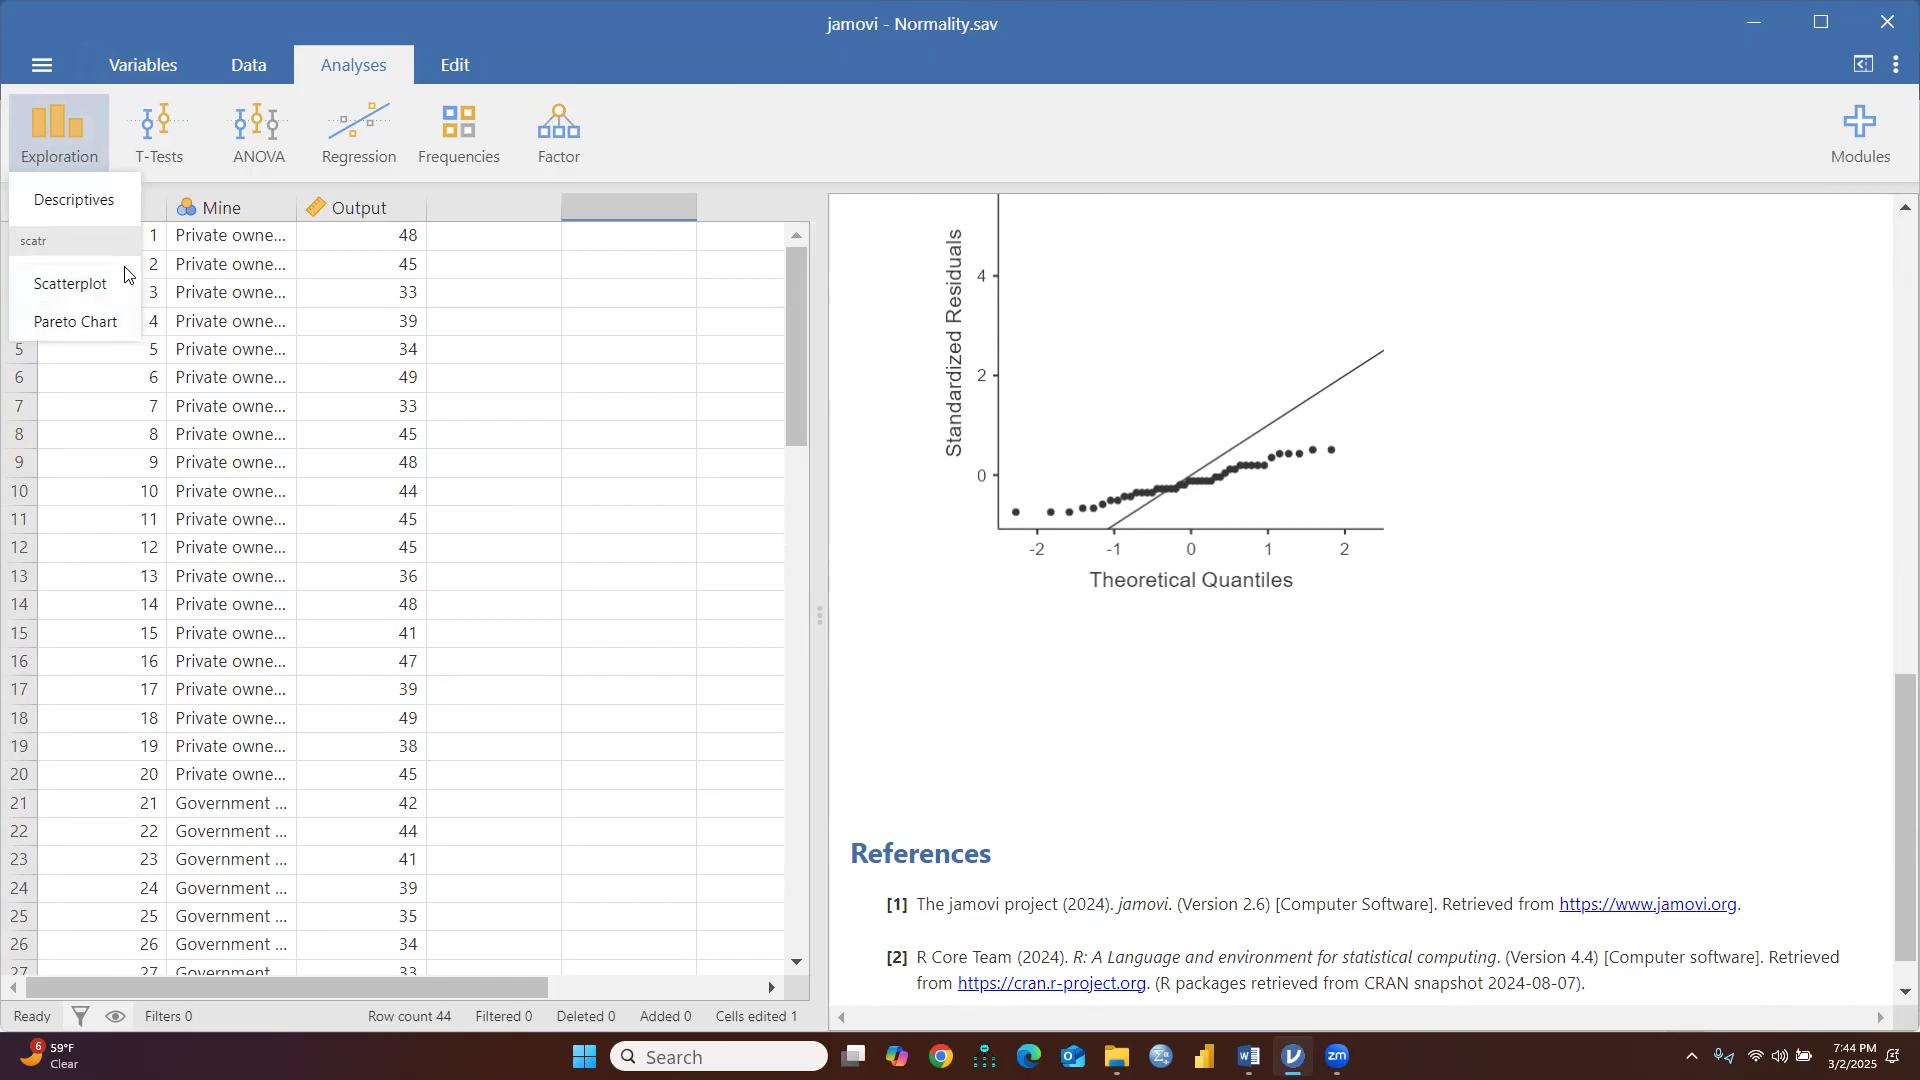 jamovi - Normality.sav
Variables
Data
Analyses
Edit
Exploration
T-Tests
ANOVA
Regression
Frequencies
Factor
Modules
Descriptives
scatr
Scatterplot
Pareto Chart
Mine
Output
1 Private owne... 48
2 Private owne... 45
3 Private owne... 33
4 Private owne... 39
5 5 Private owne... 34
6 6 Private owne... 49
7 7 Private owne... 33
8 8 Private owne... 45
9 9 Private owne... 48
10 10 Private owne... 44
11 11 Private owne... 45
12 12 Private owne... 45
13 13 Private owne... 36
14 14 Private owne... 48
15 15 Private owne... 41
16 16 Private owne... 47
17 17 Private owne... 39
18 18 Private owne... 49
19 19 Private owne... 38
20 20 Private owne... 45
21 21 Government ... 42
22 22 Government ... 44
23 23 Government ... 41
24 24 Government ... 39
25 25 Government ... 35
26 26 Government ... 34
27 27 Government 33
Ready
Filters 0
Row count 44
Filtered 0
Deleted 0
Added 0
Cells edited 1
Standardized Residuals
4
2
0
-2 -1 0 1 2
Theoretical Quantiles
References
[1] The jamovi project (2024). jamovi. (Version 2.6) [Computer Software]. Retrieved from https://www.jamovi.org.
[2] R Core Team (2024). R: A Language and environment for statistical computing. (Version 4.4) [Computer software]. Retrieved
from https://cran.r-project.org. (R packages retrieved from CRAN snapshot 2024-08-07).
6
59°F
Clear
Search
zm
7:44 PM
3/2/2025